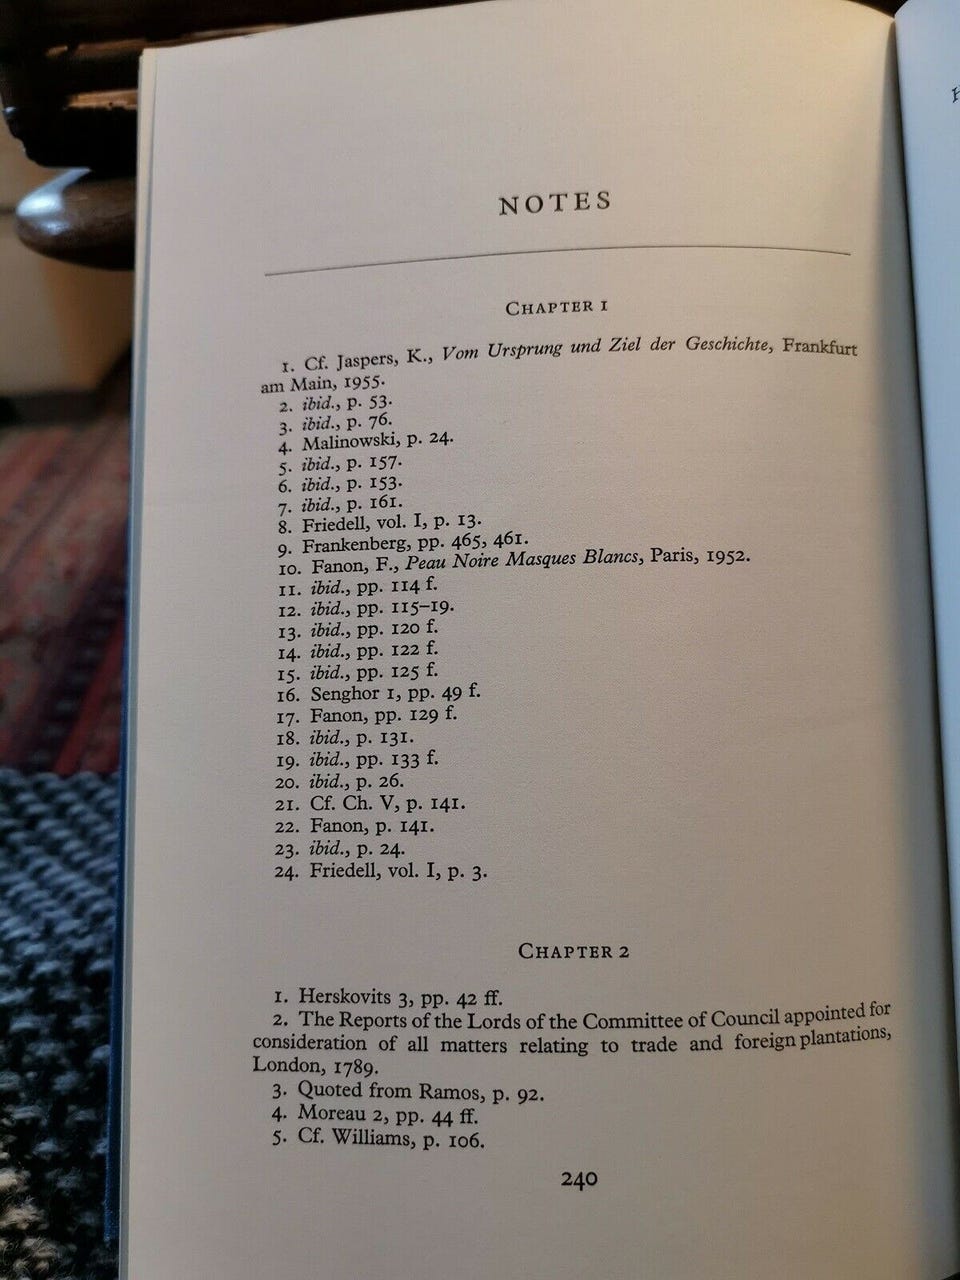 NOTES
CHAPTER 1
1. Cf. Jaspers, K., Vom Ursprung und Ziel der Geschichte, Frankfurt
am Main, 1955.
2. ibid., p. 53.
3. ibid., p. 76.
4. Malinowski, p. 24.
5. ibid., p. 157.
6. ibid., p. 153.
7. ibid., p. 161.
8. Friedell, vol. I, p. 13.
9. Frankenberg, pp. 465, 461.
10. Fanon, F., Peau Noire Masques Blancs, Paris, 1952.
11. ibid., pp. 114 f.
12. ibid., pp. 115–19.
13. ibid., pp. 120 f.
14. ibid., pp. 122 f.
15. ibid., pp. 125 f.
16. Senghor 1, pp. 49 f.
17. Fanon, pp. 129 f.
18. ibid., p. 131.
19. ibid., pp. 133 f.
20. ibid., p. 26.
21. Cf. Ch. V, p. 141.
22. Fanon, p. 141.
23. ibid., p. 24.
24. Friedell, vol. I, p. 3.
CHAPTER 2
1. Herskovits 3, pp. 42 ff.
2. The Reports of the Lords of the Committee of Council appointed for
consideration of all matters relating to trade and foreign plantations,
London, 1789.
3. Quoted from Ramos, p. 92.
4. Moreau 2, pp. 44 ff.
5. Cf. Williams, p. 106.
240